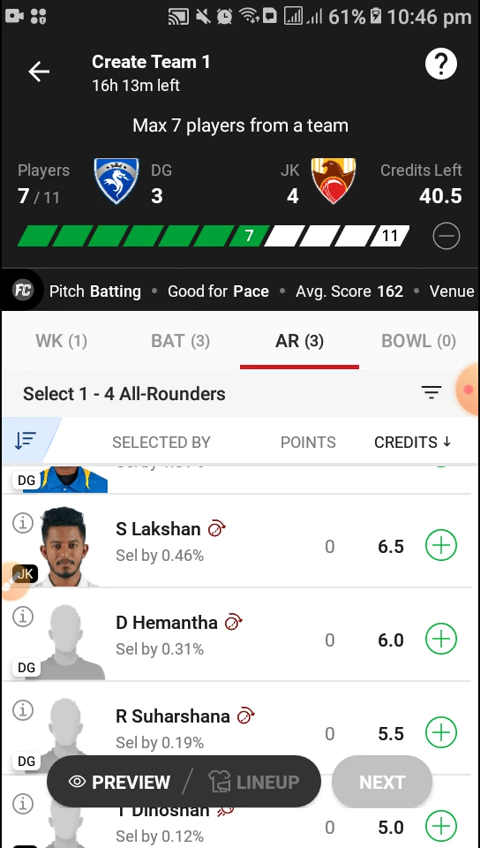 61% 10:46 pm
Create Team 1
16h 13m left
?
Max 7 players from a team
Players DG JK Credits Left
7 / 11 3 4 40.5
7 11
FC Pitch Batting • Good for Pace • Avg. Score 162 • Venue
WK (1) BAT (3) AR (3) BOWL (0)
Select 1 - 4 All-Rounders
SELECTED BY POINTS CREDITS ↓
DG
S Lakshan
Sel by 0.46%
0 6.5
JK
D Hemantha
Sel by 0.31%
0 6.0
DG
R Suharshana
Sel by 0.19%
0 5.5
DG
PREVIEW / LINEUP NEXT
T Dinoshan
Sel by 0.12%
0 5.0